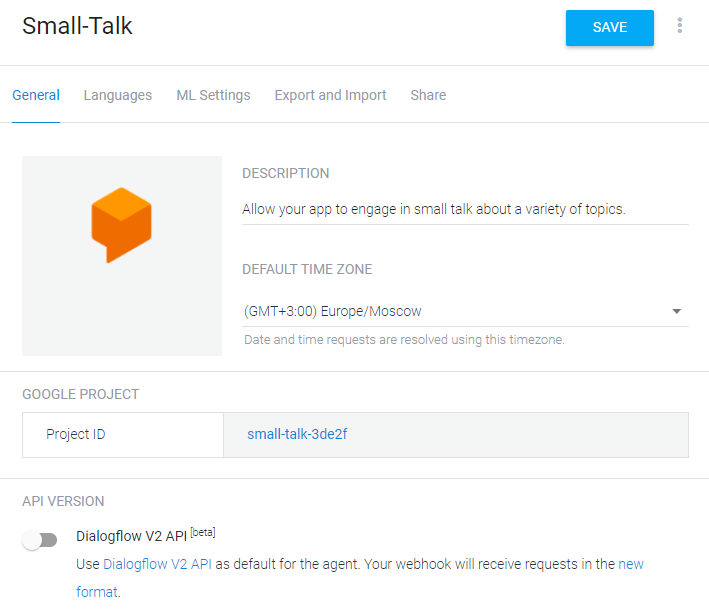 Small-Talk
SAVE
General Languages ML Settings Export and Import Share
DESCRIPTION
Allow your app to engage in small talk about a variety of topics.
DEFAULT TIME ZONE
(GMT+3:00) Europe/Moscow
Date and time requests are resolved using this timezone.
GOOGLE PROJECT
Project ID small-talk-3de2f
API VERSION
Dialogflow V2 API [beta]
Use Dialogflow V2 API as default for the agent. Your webhook will receive requests in the new
format.